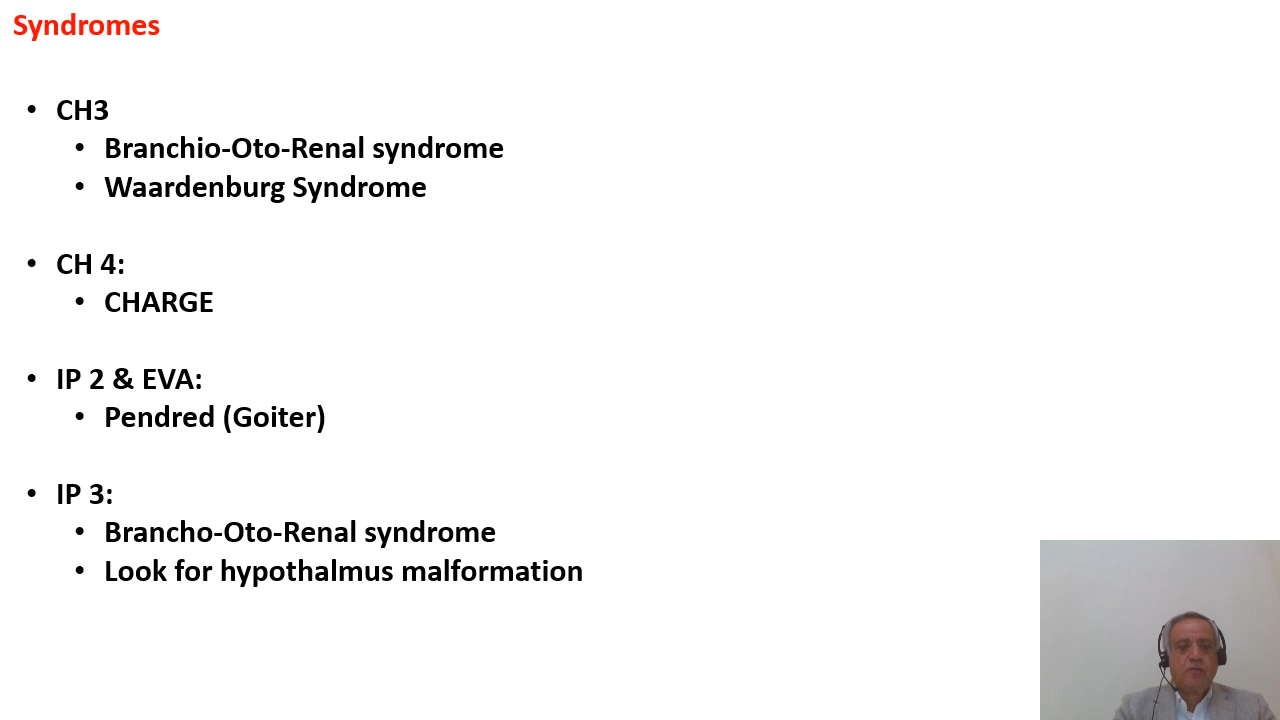 Syndromes
• CH3
• Branchio-Oto-Renal syndrome
• Waardenburg Syndrome
• CH 4:
• CHARGE
• IP 2 & EVA:
• Pendred (Goiter)
• IP 3:
• Brancho-Oto-Renal syndrome
• Look for hypothalmus malformation